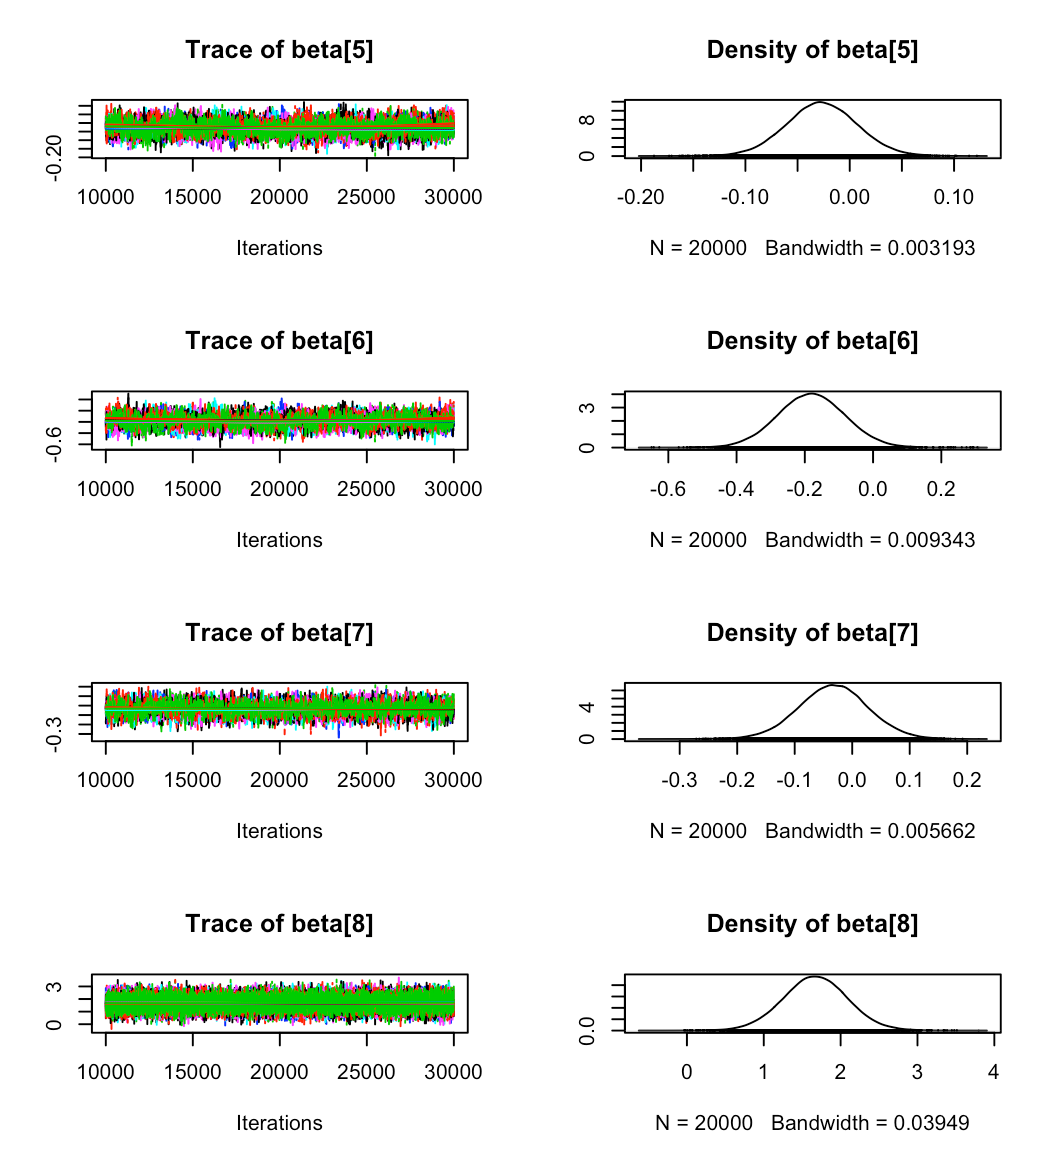 Trace of beta[5] Density of beta[5]
-0.20 8 0
10000 15000 20000 25000 30000 -0.20 -0.10 0.00 0.10
Iterations N = 20000 Bandwidth = 0.003193
Trace of beta[6] Density of beta[6]
-0.6 3 0
10000 15000 20000 25000 30000 -0.6 -0.4 -0.2 0.0 0.2
Iterations N = 20000 Bandwidth = 0.009343
Trace of beta[7] Density of beta[7]
-0.3 4 0
10000 15000 20000 25000 30000 -0.3 -0.2 -0.1 0.0 0.1 0.2
Iterations N = 20000 Bandwidth = 0.005662
Trace of beta[8] Density of beta[8]
3 0 0.0
10000 15000 20000 25000 30000 0 1 2 3 4
Iterations N = 20000 Bandwidth = 0.03949